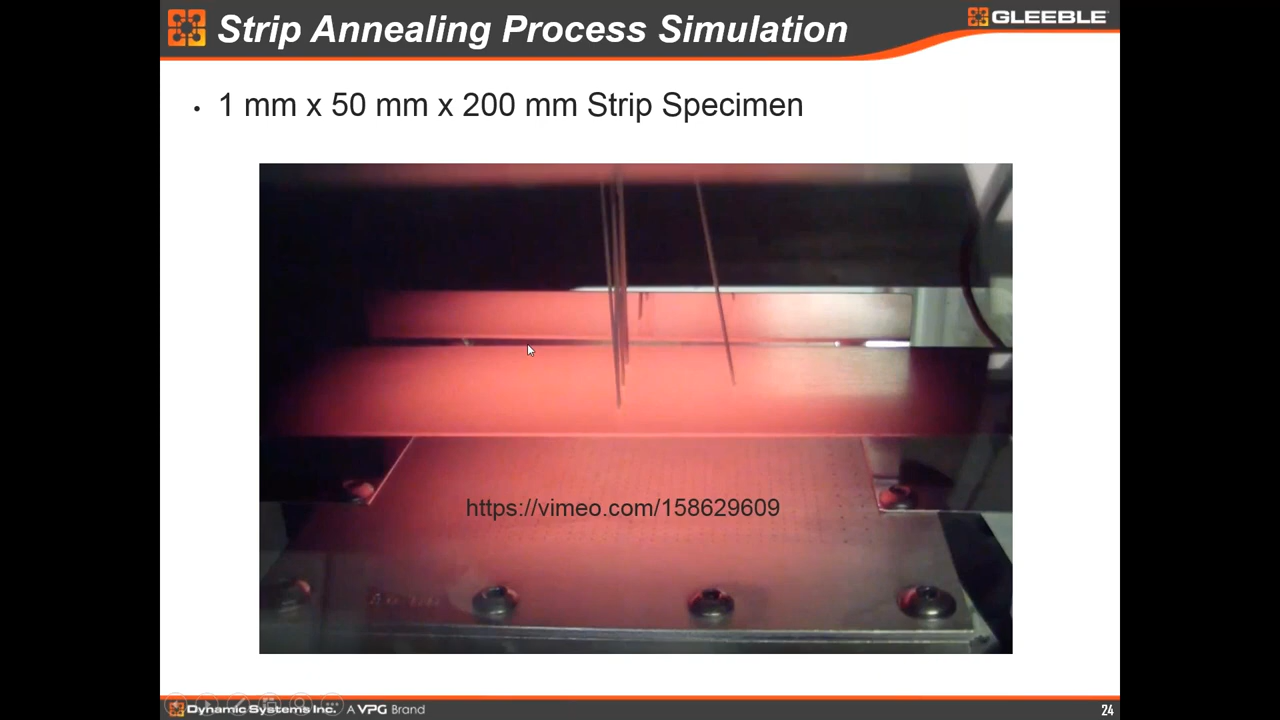 Strip Annealing Process Simulation
GLEEBLE
• 1 mm x 50 mm x 200 mm Strip Specimen
https://vimeo.com/158629609
Dynamic Systems Inc. A VPG Brand
24